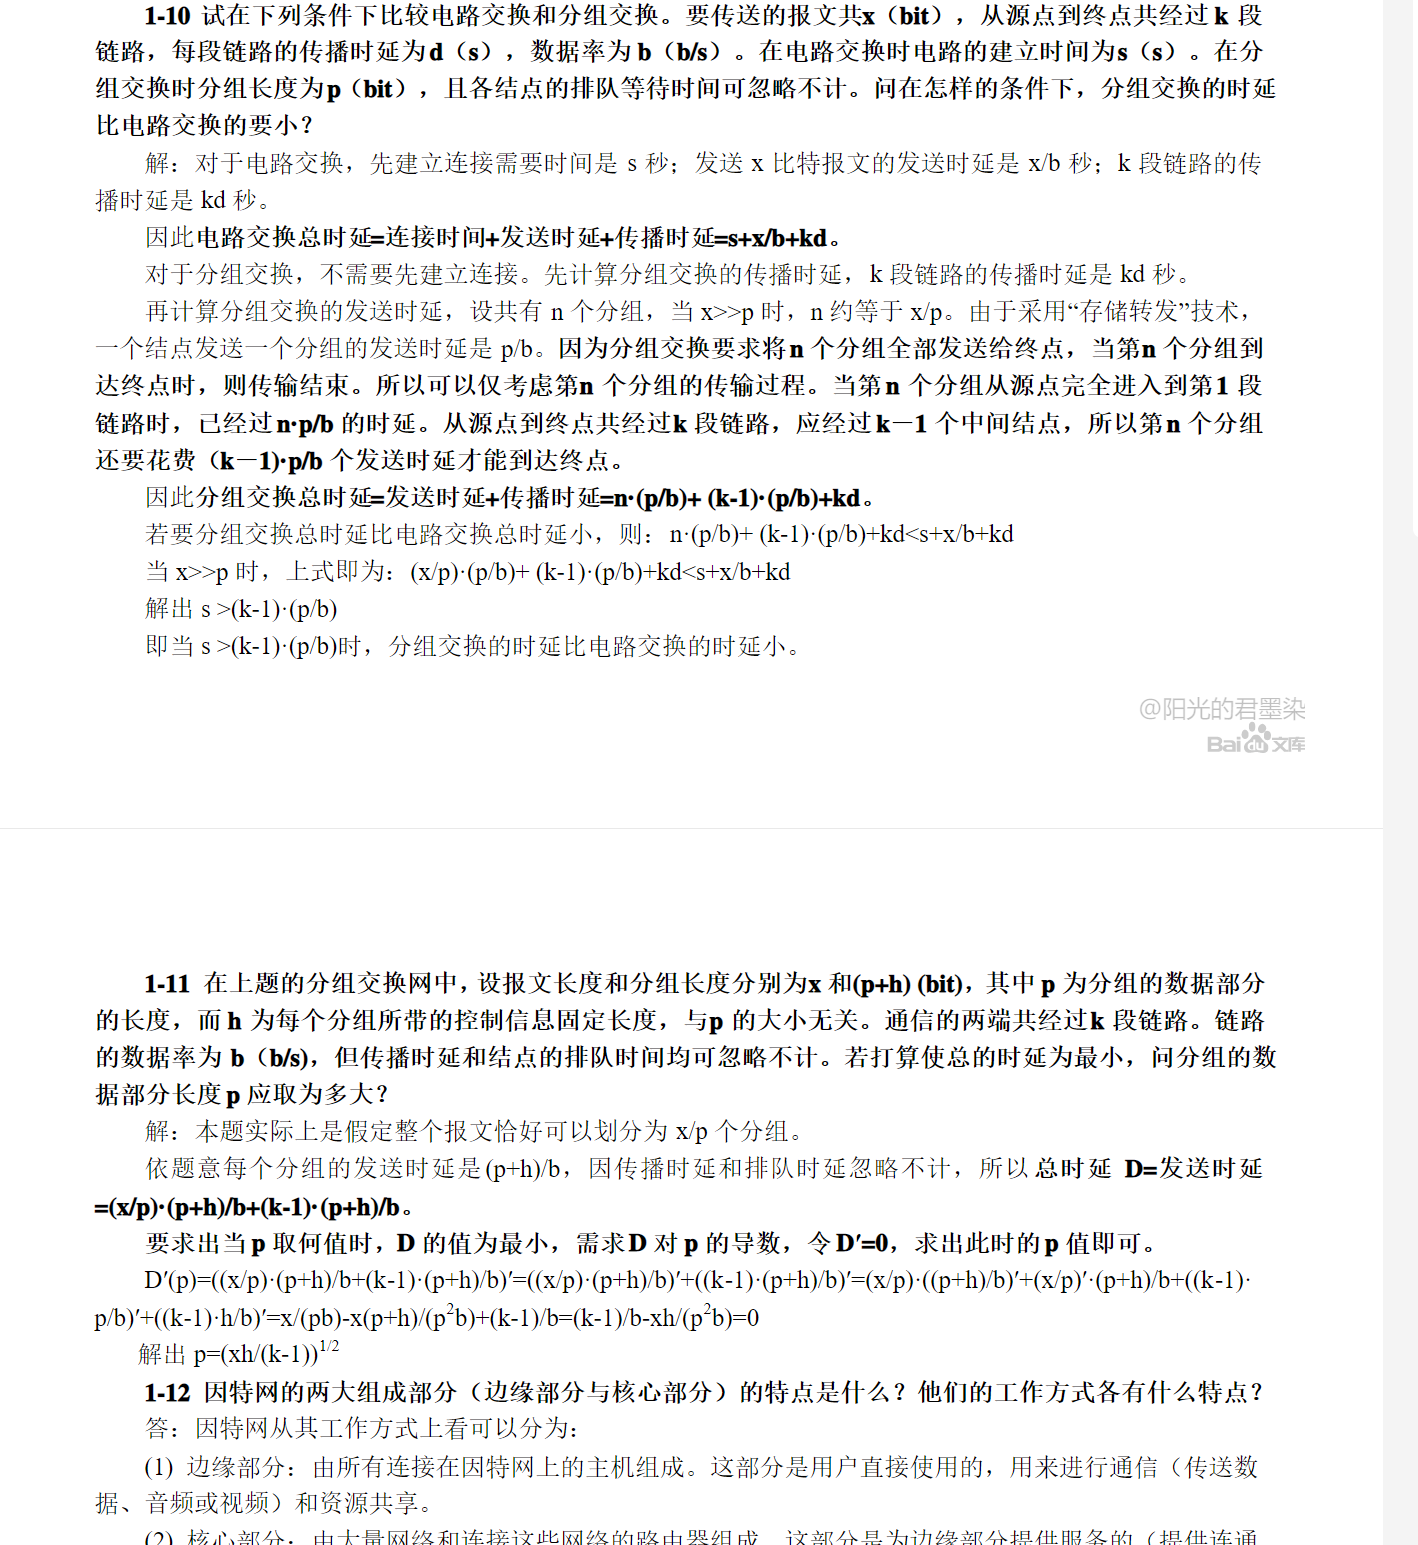 1-10 试在下列条件下比较电路交换和分组交换。要传送的报文共x（bit），从源点到终点共经过 k 段
链路，每段链路的传播时延为d（s），数据率为 b（b/s）。在电路交换时电路的建立时间为s（s）。在分
组交换时分组长度为p（bit），且各结点的排队等待时间可忽略不计。问在怎样的条件下，分组交换的时延
比电路交换的要小？
解：对于电路交换，先建立连接需要时间是 s 秒；发送 x 比特报文的发送时延是 x/b 秒；k 段链路的传
播时延是 kd 秒。
因此电路交换总时延=连接时间+发送时延+传播时延=s+x/b+kd。
对于分组交换，不需要先建立连接。先计算分组交换的传播时延，k 段链路的传播时延是 kd 秒。
再计算分组交换的发送时延，设共有 n 个分组，当 x>>p 时，n 约等于 x/p。由于采用“存储转发”技术，
一个结点发送一个分组的发送时延是 p/b。因为分组交换要求将n 个分组全部发送给终点，当第n 个分组到
达终点时，则传输结束。所以可以仅考虑第n 个分组的传输过程。当第n 个分组从源点完全进入到第1 段
链路时，已经过n·p/b 的时延。从源点到终点共经过k 段链路，应经过k－1 个中间结点，所以第n 个分组
还要花费（k－1)·p/b 个发送时延才能到达终点。
因此分组交换总时延=发送时延+传播时延=n·(p/b)+ (k-1)·(p/b)+kd。
若要分组交换总时延比电路交换总时延小，则：n·(p/b)+ (k-1)·(p/b)+kd<s+x/b+kd
当 x>>p 时，上式即为：(x/p)·(p/b)+ (k-1)·(p/b)+kd<s+x/b+kd
解出 s >(k-1)·(p/b)
即当 s >(k-1)·(p/b)时，分组交换的时延比电路交换的时延小。
@阳光的君墨染
Bai du 文库
1-11 在上题的分组交换网中，设报文长度和分组长度分别为x 和(p+h) (bit)，其中 p 为分组的数据部分
的长度，而 h 为每个分组所带的控制信息固定长度，与p 的大小无关。通信的两端共经过k 段链路。链路
的数据率为 b（b/s)，但传播时延和结点的排队时间均可忽略不计。若打算使总的时延为最小，问分组的数
据部分长度 p 应取为多大？
解：本题实际上是假定整个报文恰好可以划分为 x/p 个分组。
依题意每个分组的发送时延是(p+h)/b，因传播时延和排队时延忽略不计，所以总时延 D=发送时延
=(x/p)·(p+h)/b+(k-1)·(p+h)/b。
要求出当 p 取何值时，D 的值为最小，需求D 对 p 的导数，令 D′=0，求出此时的p 值即可。
D′(p)=((x/p)·(p+h)/b+(k-1)·(p+h)/b)′=((x/p)·(p+h)/b)′+((k-1)·(p+h)/b)′=(x/p)·((p+h)/b)′+(x/p)′·(p+h)/b+((k-1)·
p/b)′+((k-1)·h/b)′=x/(pb)-x(p+h)/(p²b)+(k-1)/b=(k-1)/b-xh/(p²b)=0
解出 p=(xh/(k-1))^1/2
1-12 因特网的两大组成部分（边缘部分与核心部分）的特点是什么？他们的工作方式各有什么特点？
答：因特网从其工作方式上看可以分为：
(1) 边缘部分：由所有连接在因特网上的主机组成。这部分是用户直接使用的，用来进行通信（传送数
据、音频或视频）和资源共享。
(2) 核心部分：由大量网络和连接这些网络的路由器组成。这部分是为边缘部分提供服务的（提供连通